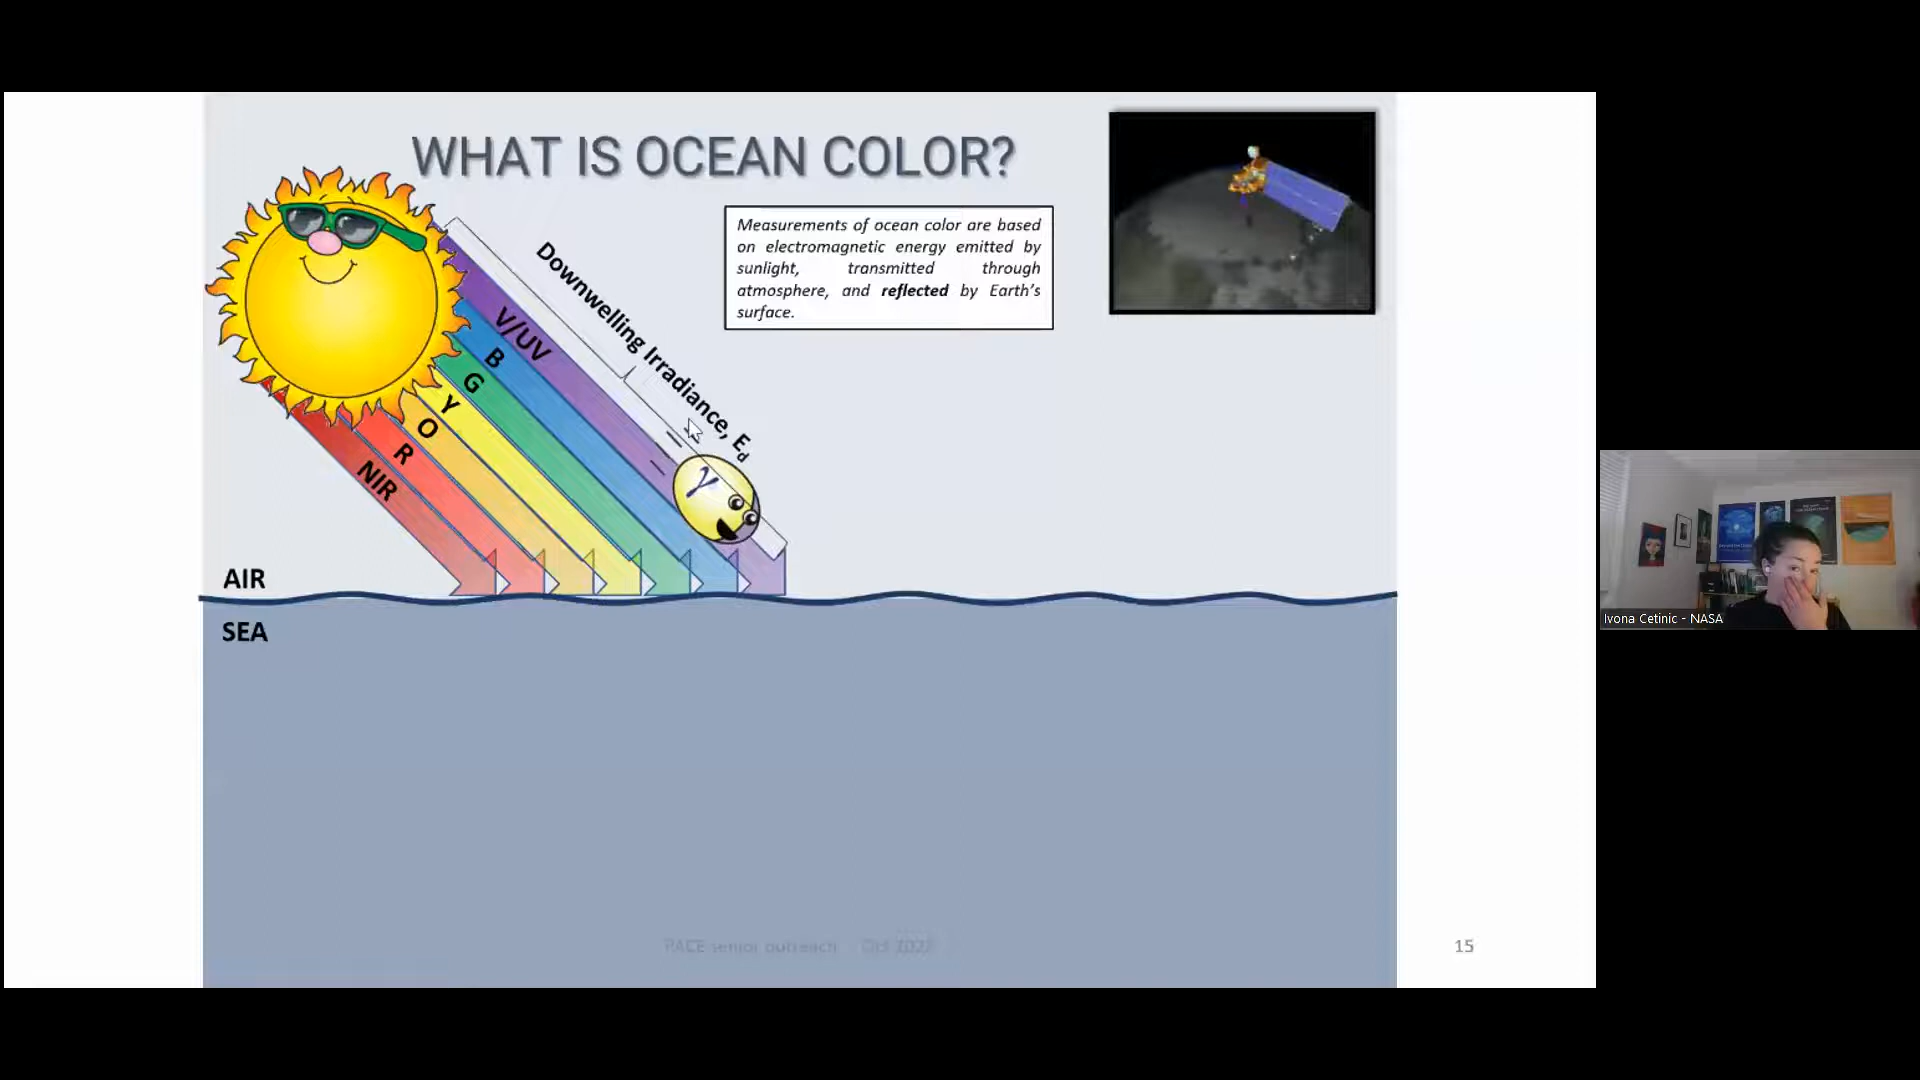 WHAT IS OCEAN COLOR?
Measurements of ocean color are based
on electromagnetic energy emitted by
sunlight, transmitted through
atmosphere, and reflected by Earth's
surface.
Downwelling Irradiance, Ed
V/UV
B
G
Y
O
R
NIR
γ
AIR
SEA
PACE senior outreach
15
Ivona Cetinic - NASA